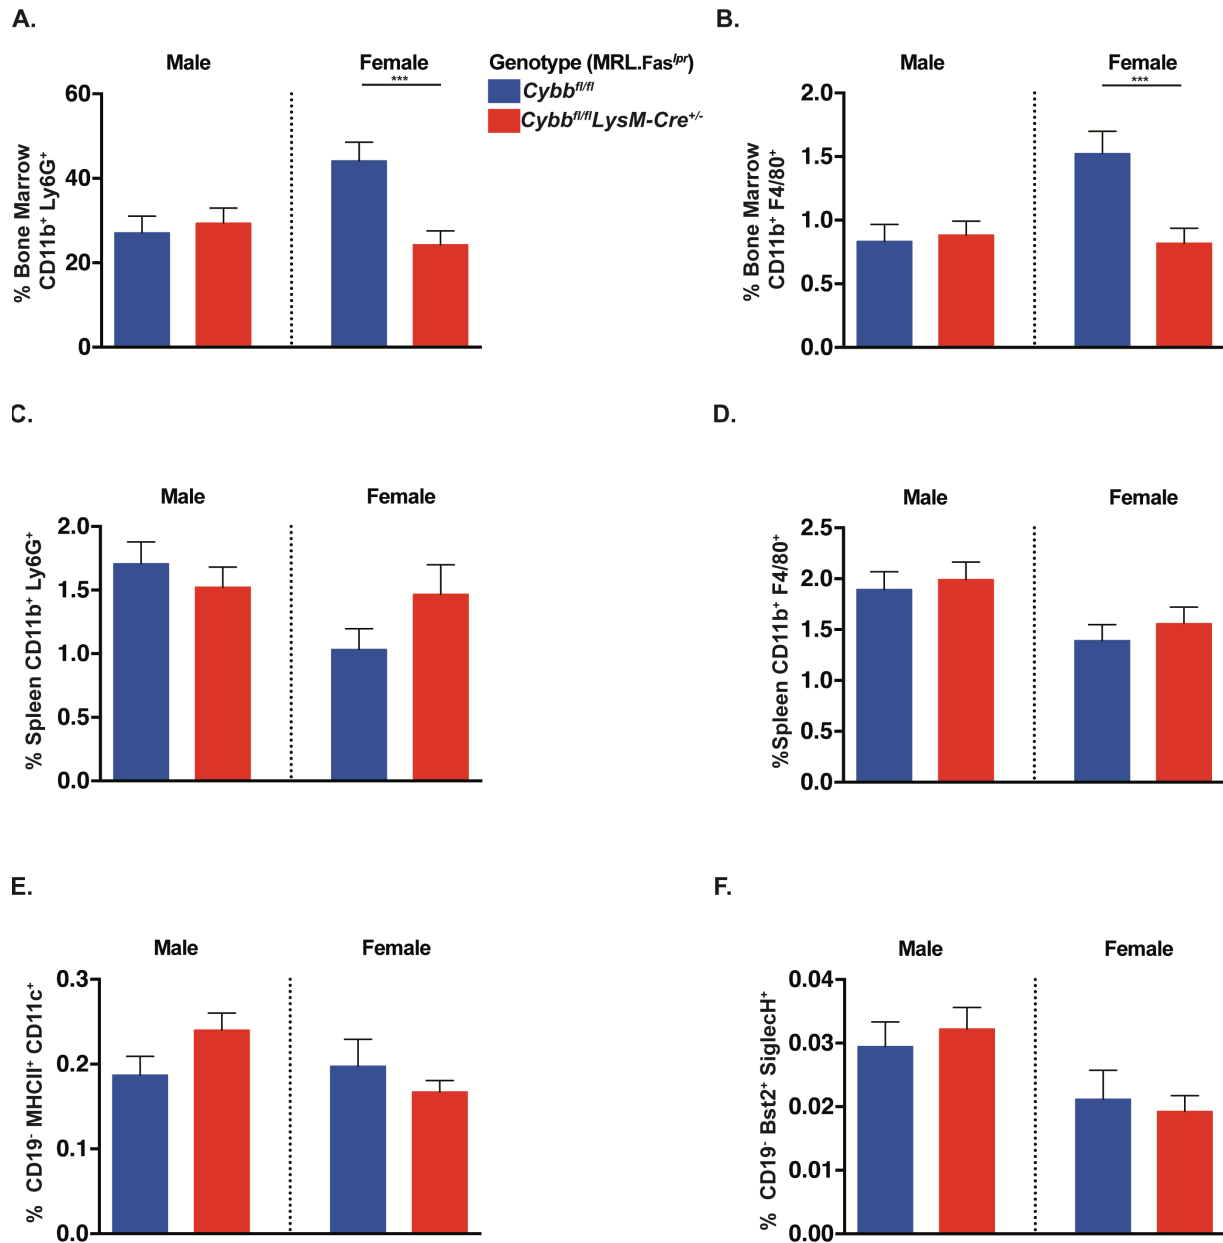 A.
Male
Female
***
Genotype (MRL.Fas^lpr)
Cybb^fl/fl
Cybb^fl/fl LysM-Cre^+/-
% Bone Marrow
CD11b⁺ Ly6G⁺
60
40
20
0
B.
Male
Female
***
% Bone Marrow
CD11b⁺ F4/80⁺
2.0
1.5
1.0
0.5
0.0
C.
Male
Female
% Spleen CD11b⁺ Ly6G⁺
2.0
1.5
1.0
0.5
0.0
D.
Male
Female
%Spleen CD11b⁺ F4/80⁺
2.5
2.0
1.5
1.0
0.5
0.0
E.
Male
Female
% CD19⁻ MHCII⁺ CD11c⁺
0.3
0.2
0.1
0.0
F.
Male
Female
% CD19⁻ Bst2⁺ SiglecH⁺
0.04
0.03
0.02
0.01
0.00